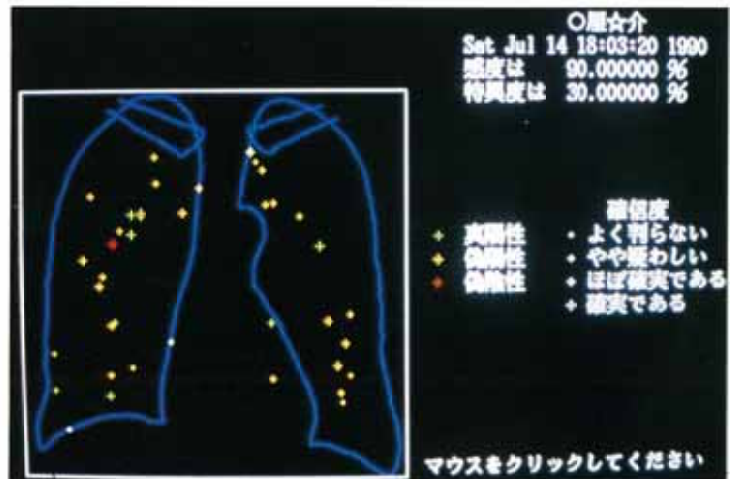 〇屋☆介
Sat Jul 14 18:03:20 1990
感度は 90.000000 %
特異度は 30.000000 %
確信度
+ 真陽性 ・よく判らない
+ 偽陽性 + やや疑わしい
+ 偽陰性 + ほぼ確実である
+ 確実である
マウスをクリックしてください